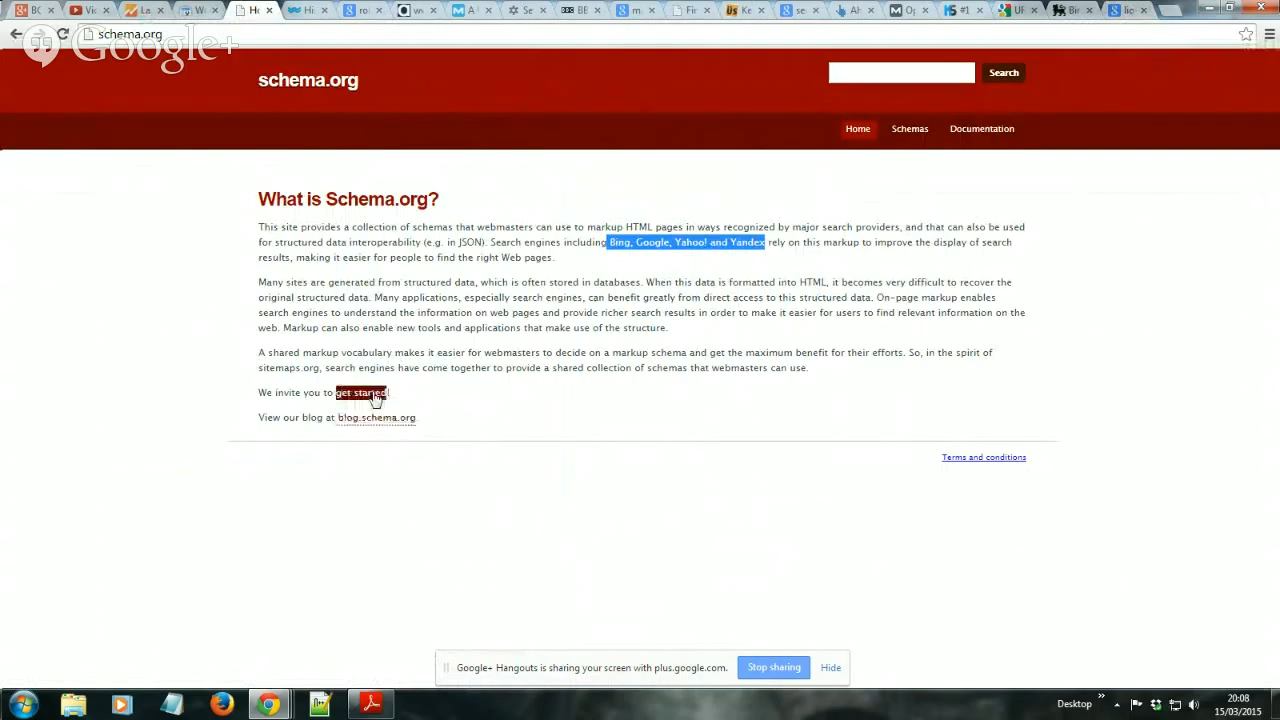 schema.org
Google+
schema.org
Search
Home Schemas Documentation
What is Schema.org?
This site provides a collection of schemas that webmasters can use to markup HTML pages in ways recognized by major search providers, and that can also be used
for structured data interoperability (e.g. in JSON). Search engines including Bing, Google, Yahoo! and Yandex rely on this markup to improve the display of search
results, making it easier for people to find the right Web pages.
Many sites are generated from structured data, which is often stored in databases. When this data is formatted into HTML, it becomes very difficult to recover the
original structured data. Many applications, especially search engines, can benefit greatly from direct access to this structured data. On-page markup enables
search engines to understand the information on web pages and provide richer search results in order to make it easier for users to find relevant information on the
web. Markup can also enable new tools and applications that make use of the structure.
A shared markup vocabulary makes it easier for webmasters to decide on a markup schema and get the maximum benefit for their efforts. So, in the spirit of
sitemaps.org, search engines have come together to provide a shared collection of schemas that webmasters can use.
We invite you to get started!
View our blog at blog.schema.org
Terms and conditions
Google+ Hangouts is sharing your screen with plus.google.com. Stop sharing Hide
Desktop
20:08
15/03/2015